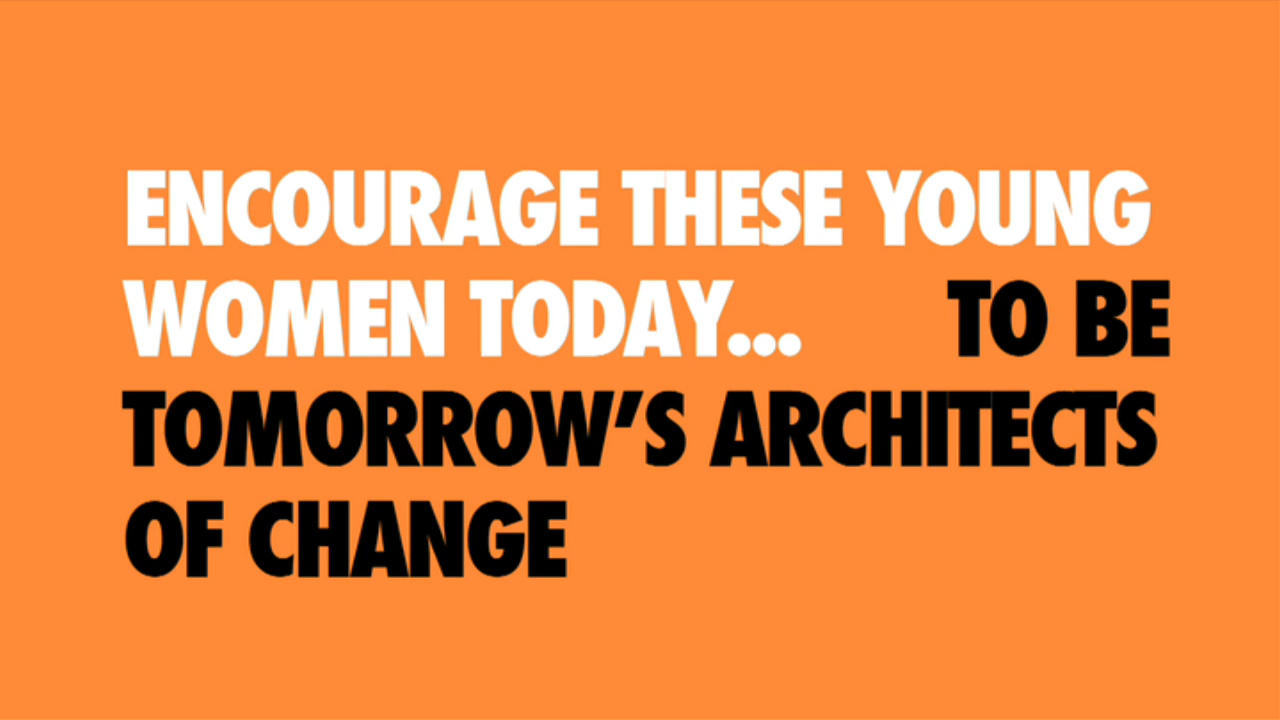 ENCOURAGE THESE YOUNG
WOMEN TODAY... TO BE
TOMORROW’S ARCHITECTS
OF CHANGE